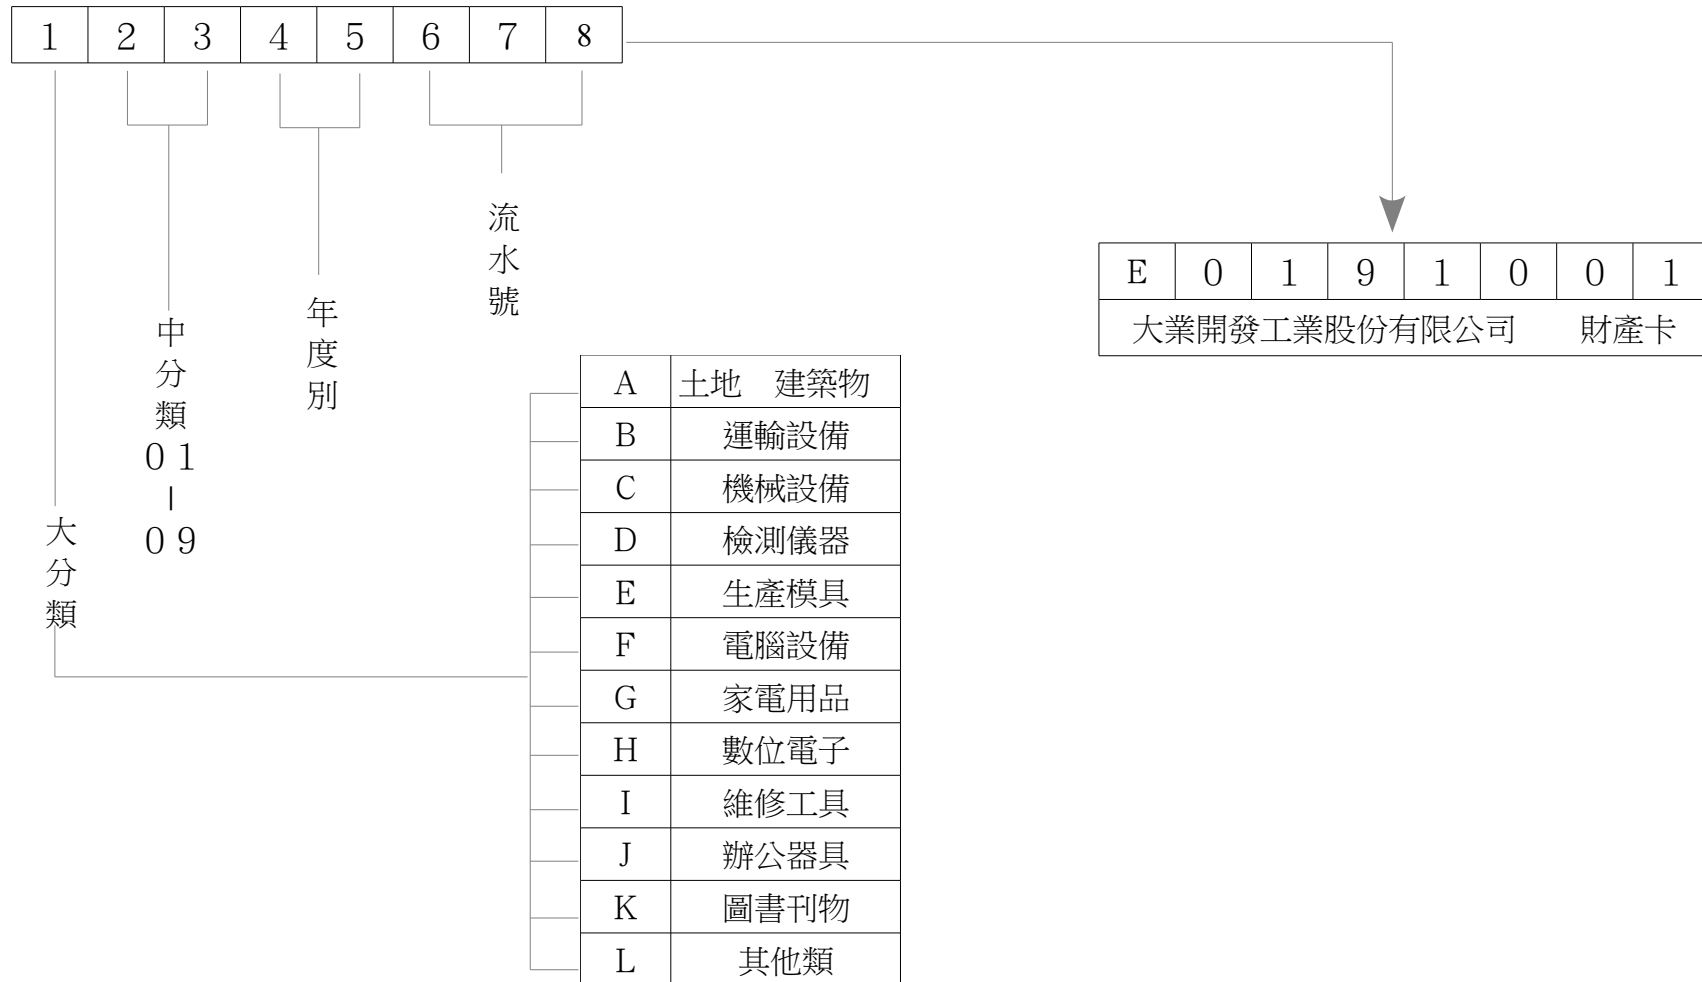 1 2 3 4 5 6 7 8
流水號
年度別
中分類01|09
大分類
E 0 1 9 1 0 0 1
大業開發工業股份有限公司 財產卡
A 土地 建築物
B 運輸設備
C 機械設備
D 檢測儀器
E 生產模具
F 電腦設備
G 家電用品
H 數位電子
I 維修工具
J 辦公器具
K 圖書刊物
L 其他類